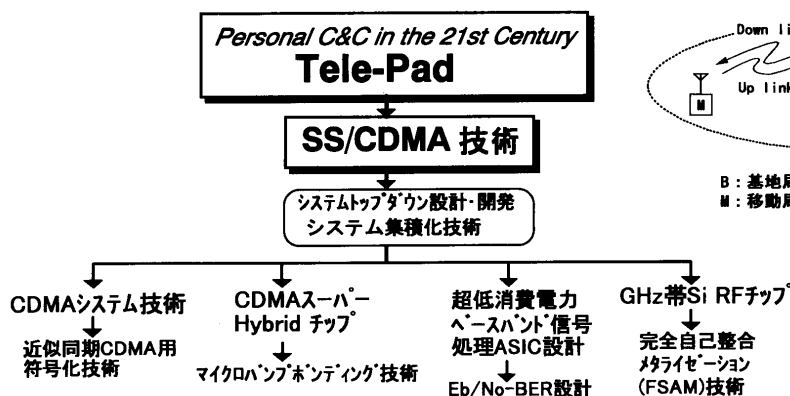 Personal C&C in the 21st Century
Tele-Pad
SS/CDMA 技術
システムトップダウン設計・開発
システム集積化技術
CDMAシステム技術
近似同期CDMA用
符号化技術
CDMAスーパー
Hybrid チップ
マイクロバンプボンディング技術
超低消費電力
ベースバンド信号
処理ASIC設計
Eb/No-BER設計
GHz帯Si RFチップ
完全自己整合
メタライゼーション
(FSAM)技術
Down li
Up link
M
B：基地局
M：移動局